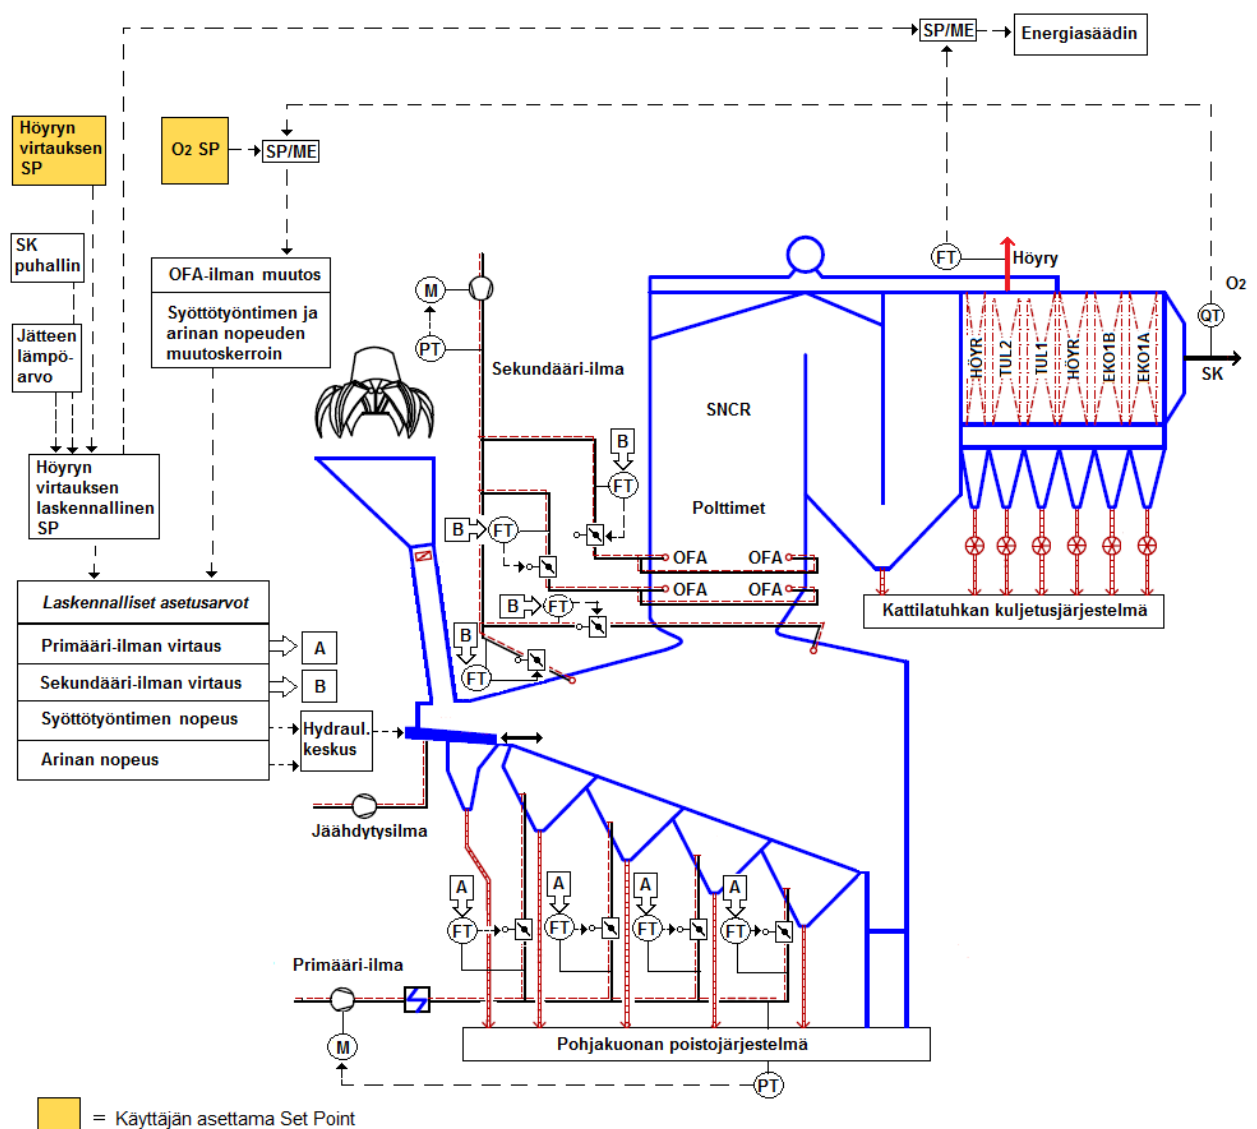 SP/ME
Energiasäädin
Höyryn
virtauksen
SP
O2 SP
SP/ME
SK
puhallin
OFA-ilman muutos
Syöttötyöntimen ja
arinan nopeuden
muutoskerroin
Jätteen
lämpö-
arvo
Höyryn
virtauksen
laskennallinen
SP
M
PT
Sekundääri-ilma
FT
Höyry
O2
QT
SK
HÖYR
TUL2
TUL1
HÖYR
EKO1B
EKO1A
SNCR
Polttimet
B
FT
B
FT
OFA
OFA
OFA
OFA
B
FT
B
FT
Kattilatuhkan kuljetusjärjestelmä
Laskennalliset asetusarvot
Primääri-ilman virtaus
A
Sekundääri-ilman virtaus
B
Syöttötyöntimen nopeus
Arinan nopeus
Hydraul.
keskus
Jäähdytysilma
A
FT
A
FT
A
FT
A
FT
Primääri-ilma
M
Pohjakuonan poistojärjestelmä
PT
= Käyttäjän asettama Set Point